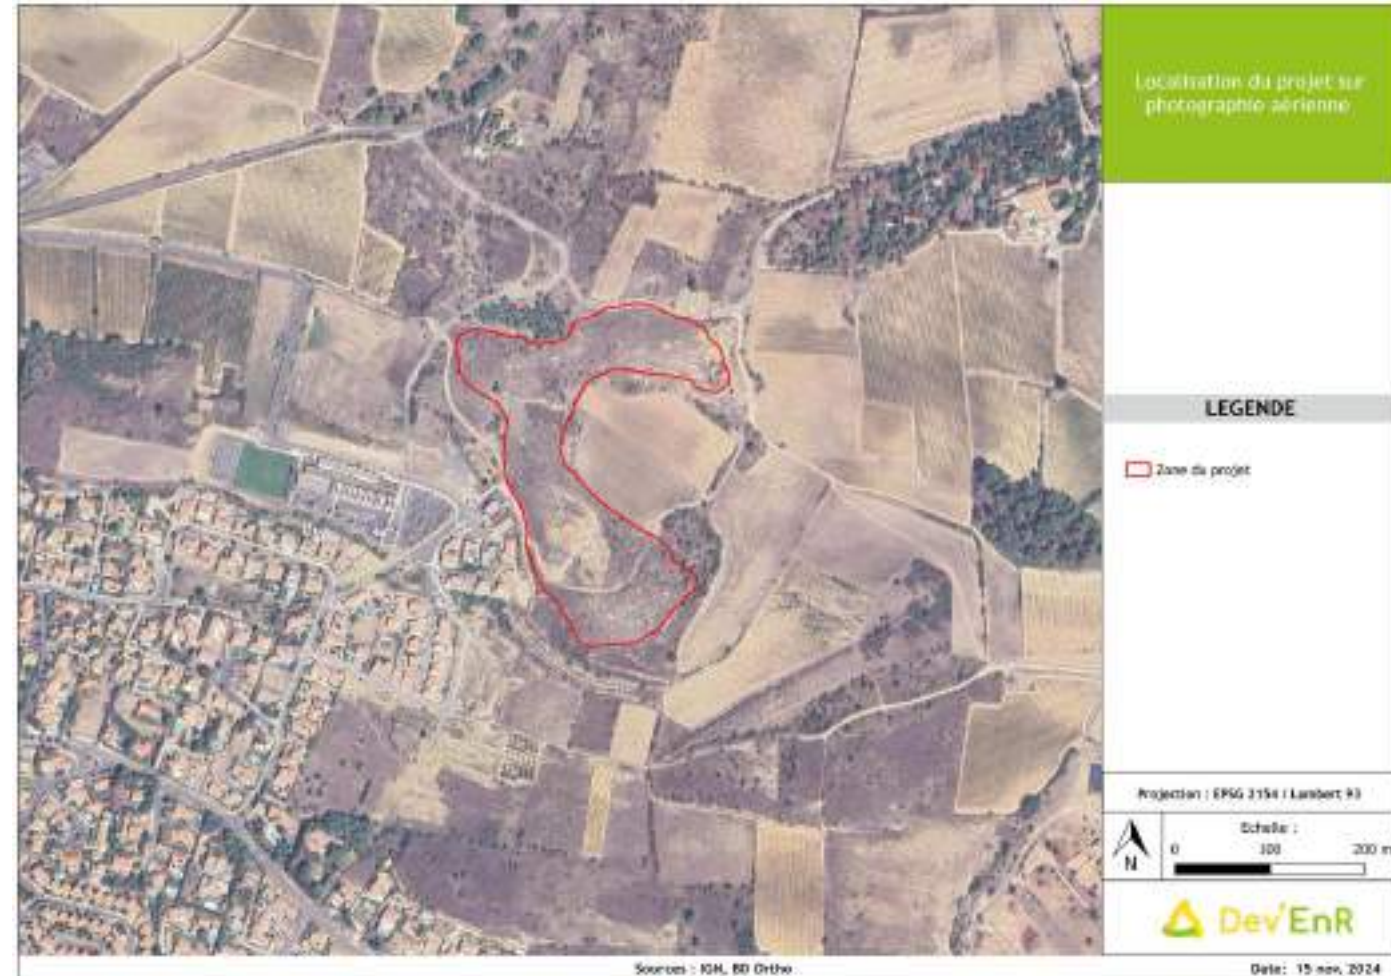 Localisation du projet sur
photographie aérienne
LEGENDE
Zone du projet
Projection : EPSG 2154 / Lambert 93
Echelle :
0 100 200 m
N
Dev'EnR
Sources : IGN, BD Ortho
Date: 15 nov. 2024